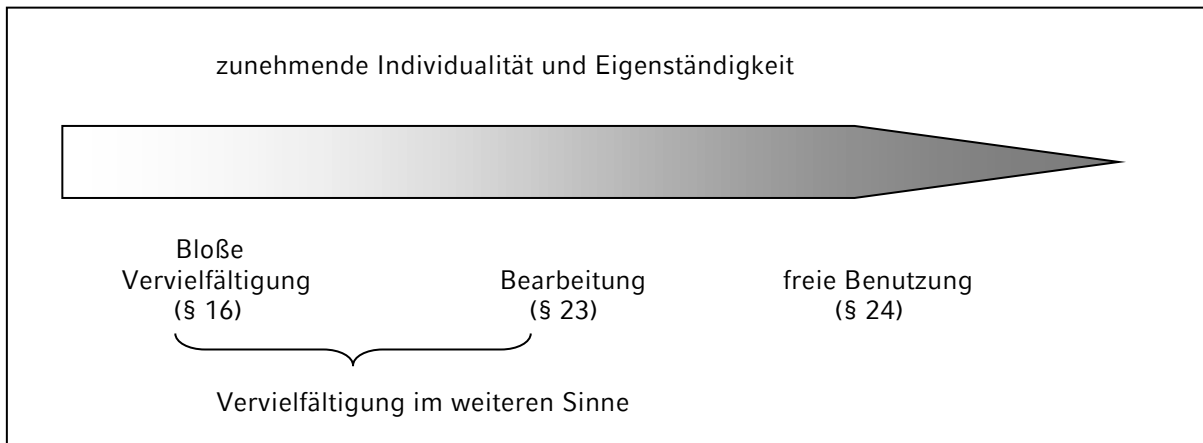 zunehmende Individualität und Eigenständigkeit
Bloße
Vervielfältigung
(§ 16)
Bearbeitung
(§ 23)
freie Benutzung
(§ 24)
Vervielfältigung im weiteren Sinne